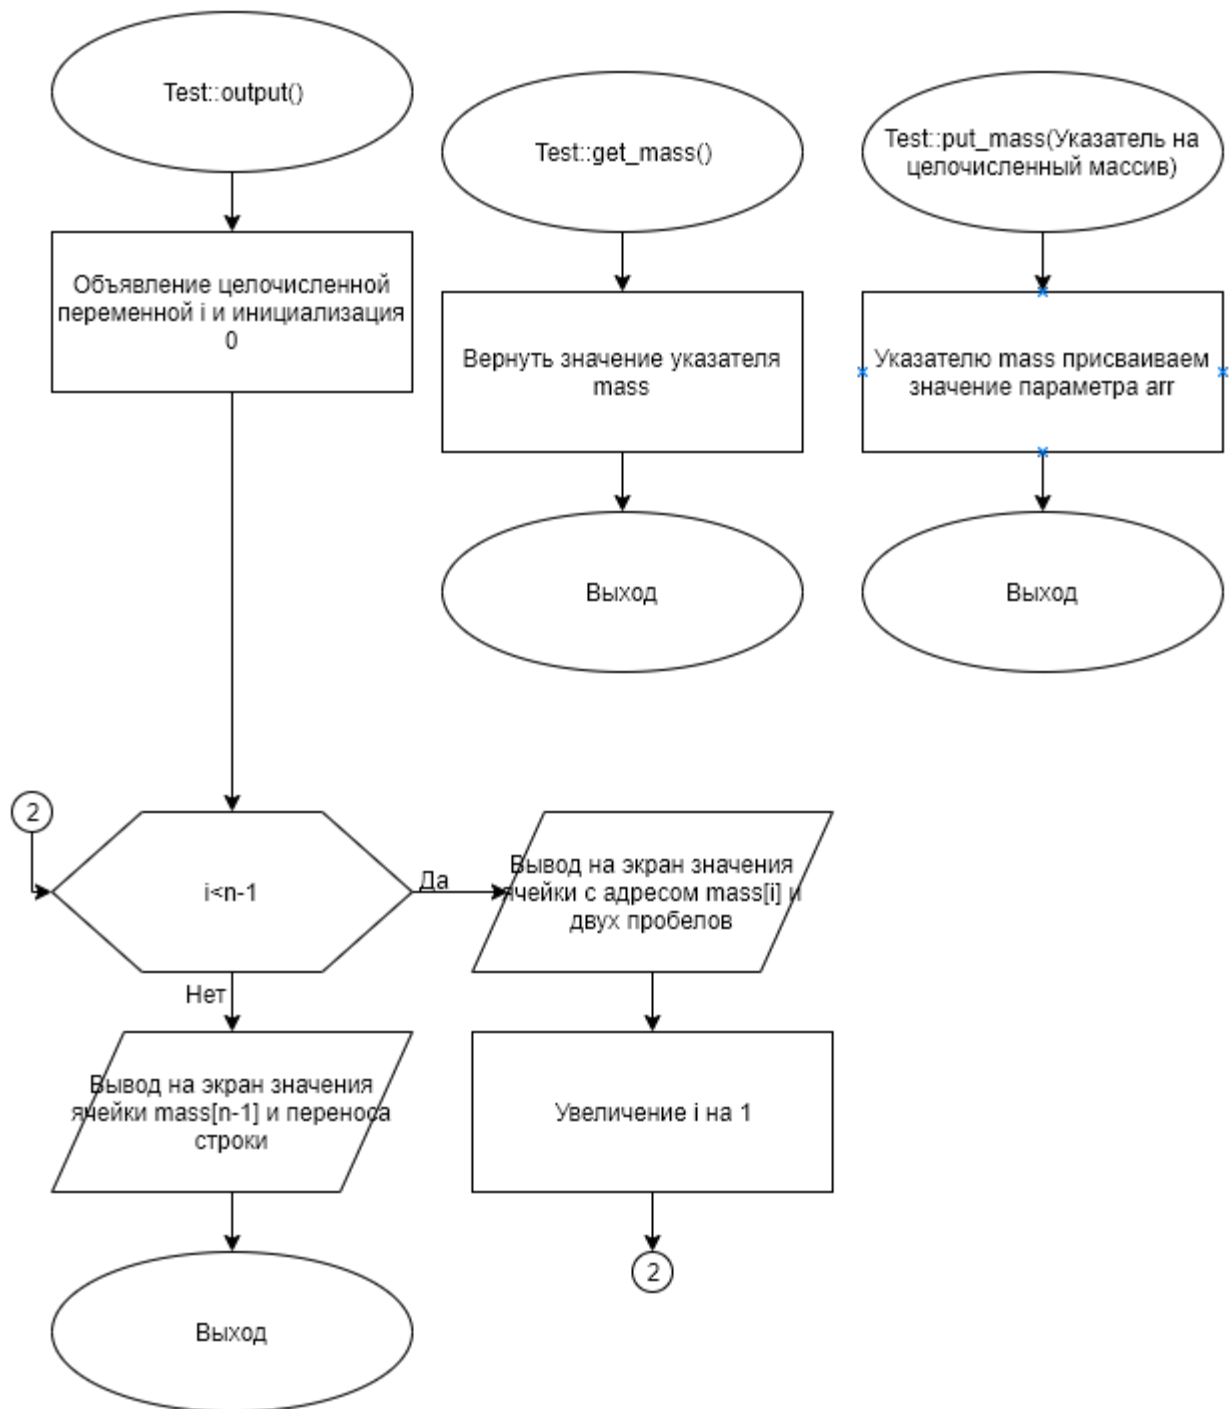 Test::output()
Объявление целочисленной
переменной i и инициализация
0
Test::get_mass()
Вернуть значение указателя
mass
Выход
Test::put_mass(Указатель на
целочисленный массив)
Указателю mass присваиваем
значение параметра arr
Выход
2
i<n-1
Да
Вывод на экран значения
ячейки с адресом mass[i] и
двух пробелов
Нет
Вывод на экран значения
ячейки mass[n-1] и переноса
строки
Увеличение i на 1
2
Выход